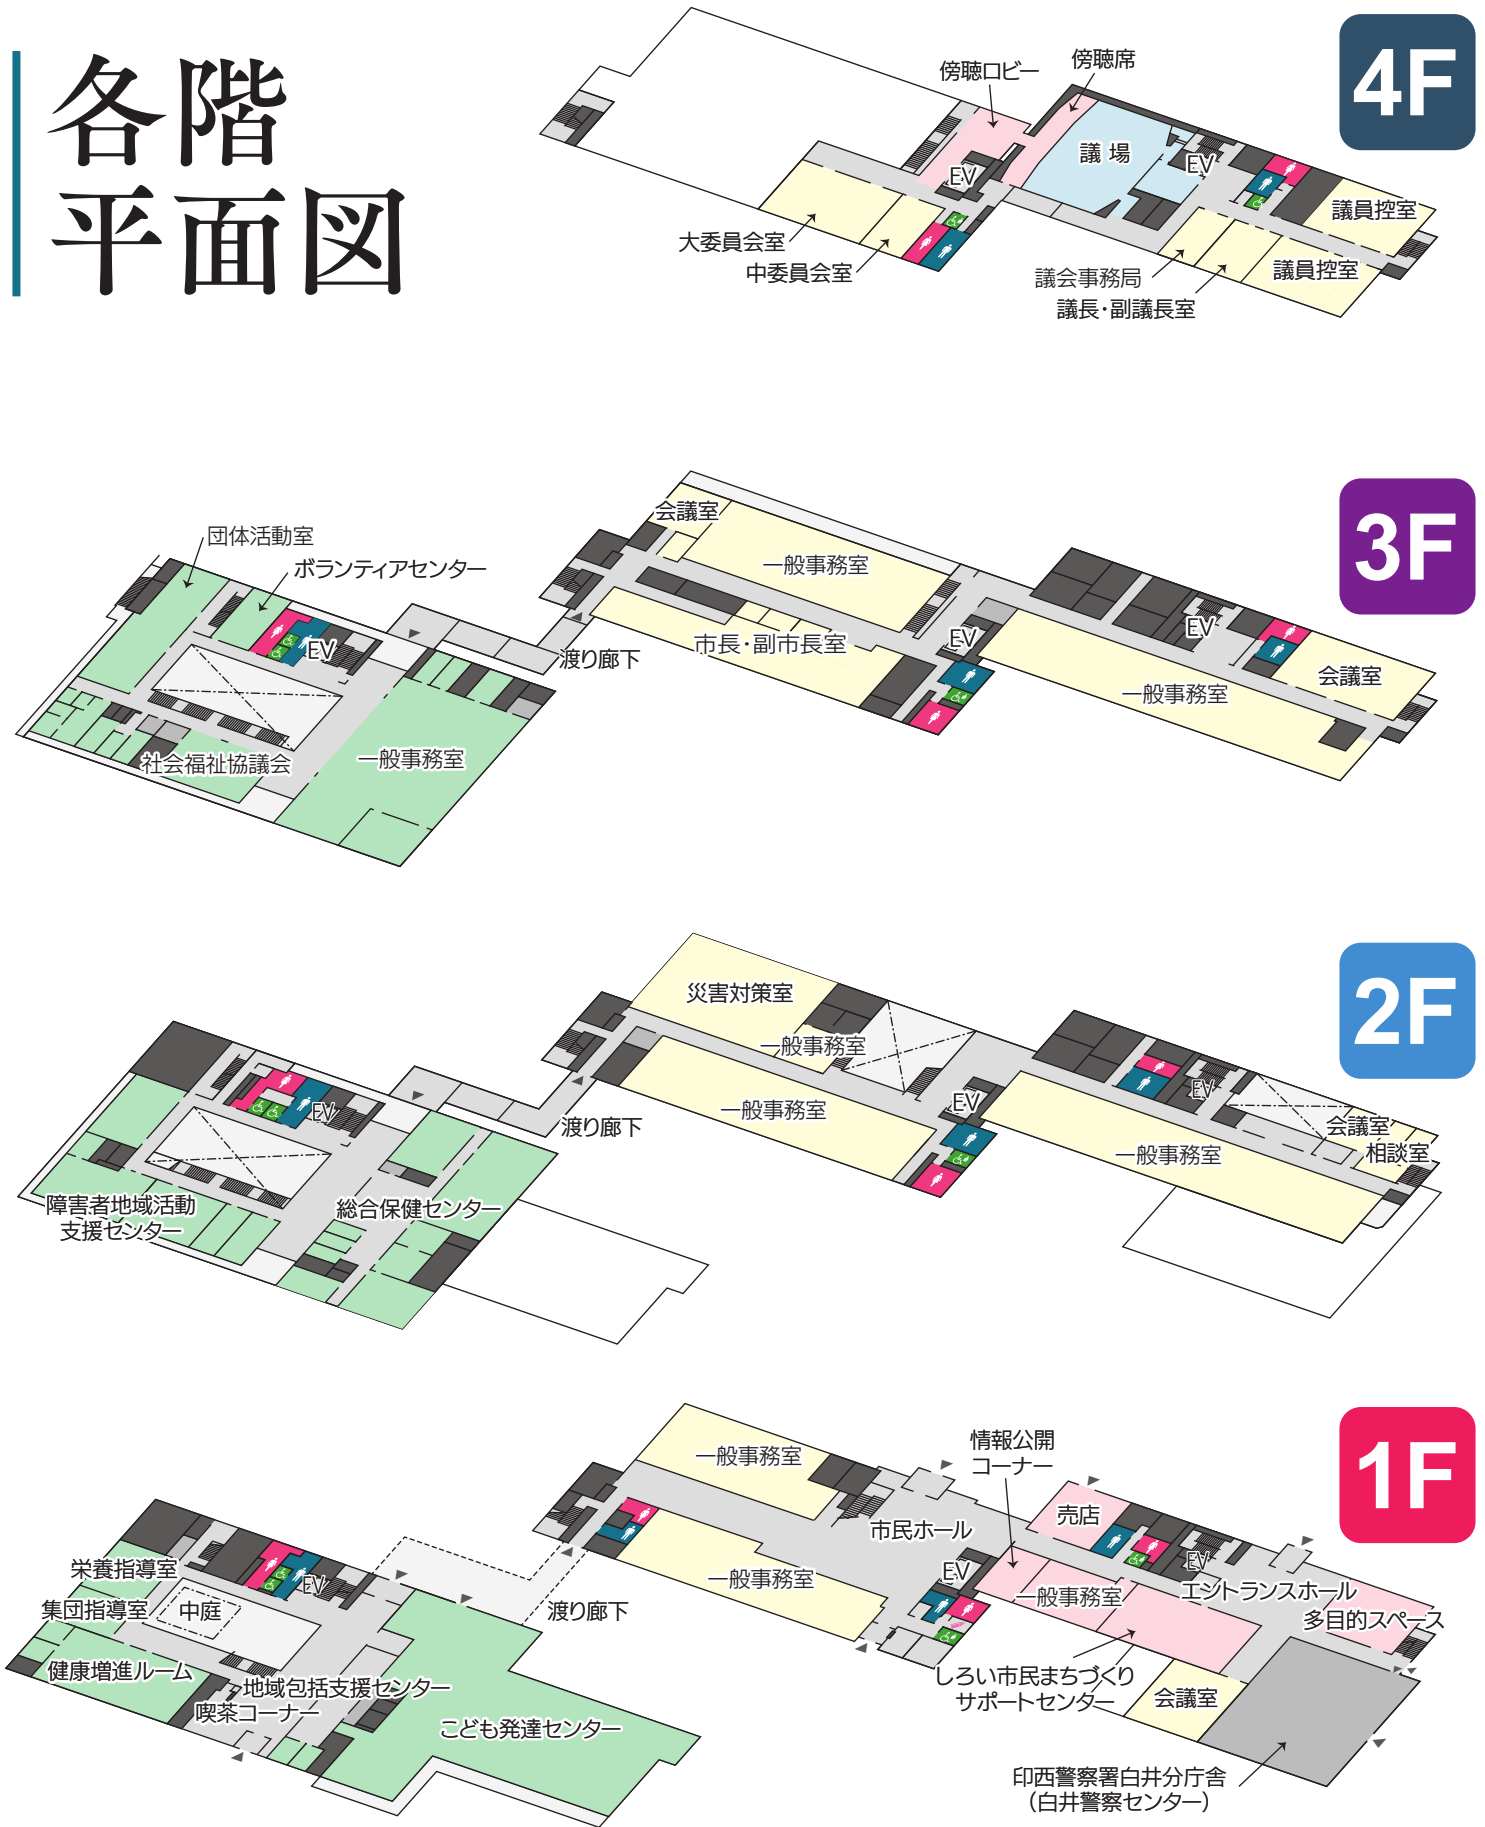 各階
平面図
4F
傍聴ロビー
傍聴席
議 場
EV
EV
議員控室
大委員会室
中委員会室
議会事務局
議長・副議長室
議員控室
3F
会議室
団体活動室
ボランティアセンター
一般事務室
EV
EV
EV
渡り廊下
市長・副市長室
会議室
一般事務室
社会福祉協議会
一般事務室
2F
災害対策室
一般事務室
EV
EV
EV
一般事務室
渡り廊下
会議室
相談室
一般事務室
障害者地域活動
支援センター
総合保健センター
1F
情報公開
コーナー
一般事務室
売店
市民ホール
栄養指導室
EV
EV
EV
一般事務室
一般事務室
エントランスホール
集団指導室
中庭
渡り廊下
多目的スペース
健康増進ルーム
地域包括支援センター
喫茶コーナー
しろい市民まちづくり
サポートセンター
会議室
こども発達センター
印西警察署白井分庁舎
（白井警察センター）